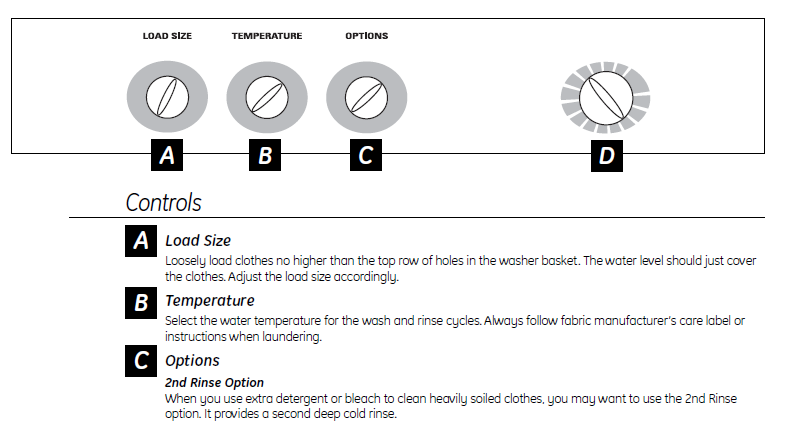 LOAD SIZE TEMPERATURE OPTIONS
A B C D
Controls
A Load Size
Loosely load clothes no higher than the top row of holes in the washer basket. The water level should just cover
the clothes. Adjust the load size accordingly.
B Temperature
Select the water temperature for the wash and rinse cycles. Always follow fabric manufacturer's care label or
instructions when laundering.
C Options
2nd Rinse Option
When you use extra detergent or bleach to clean heavily soiled clothes, you may want to use the 2nd Rinse
option. It provides a second deep cold rinse.